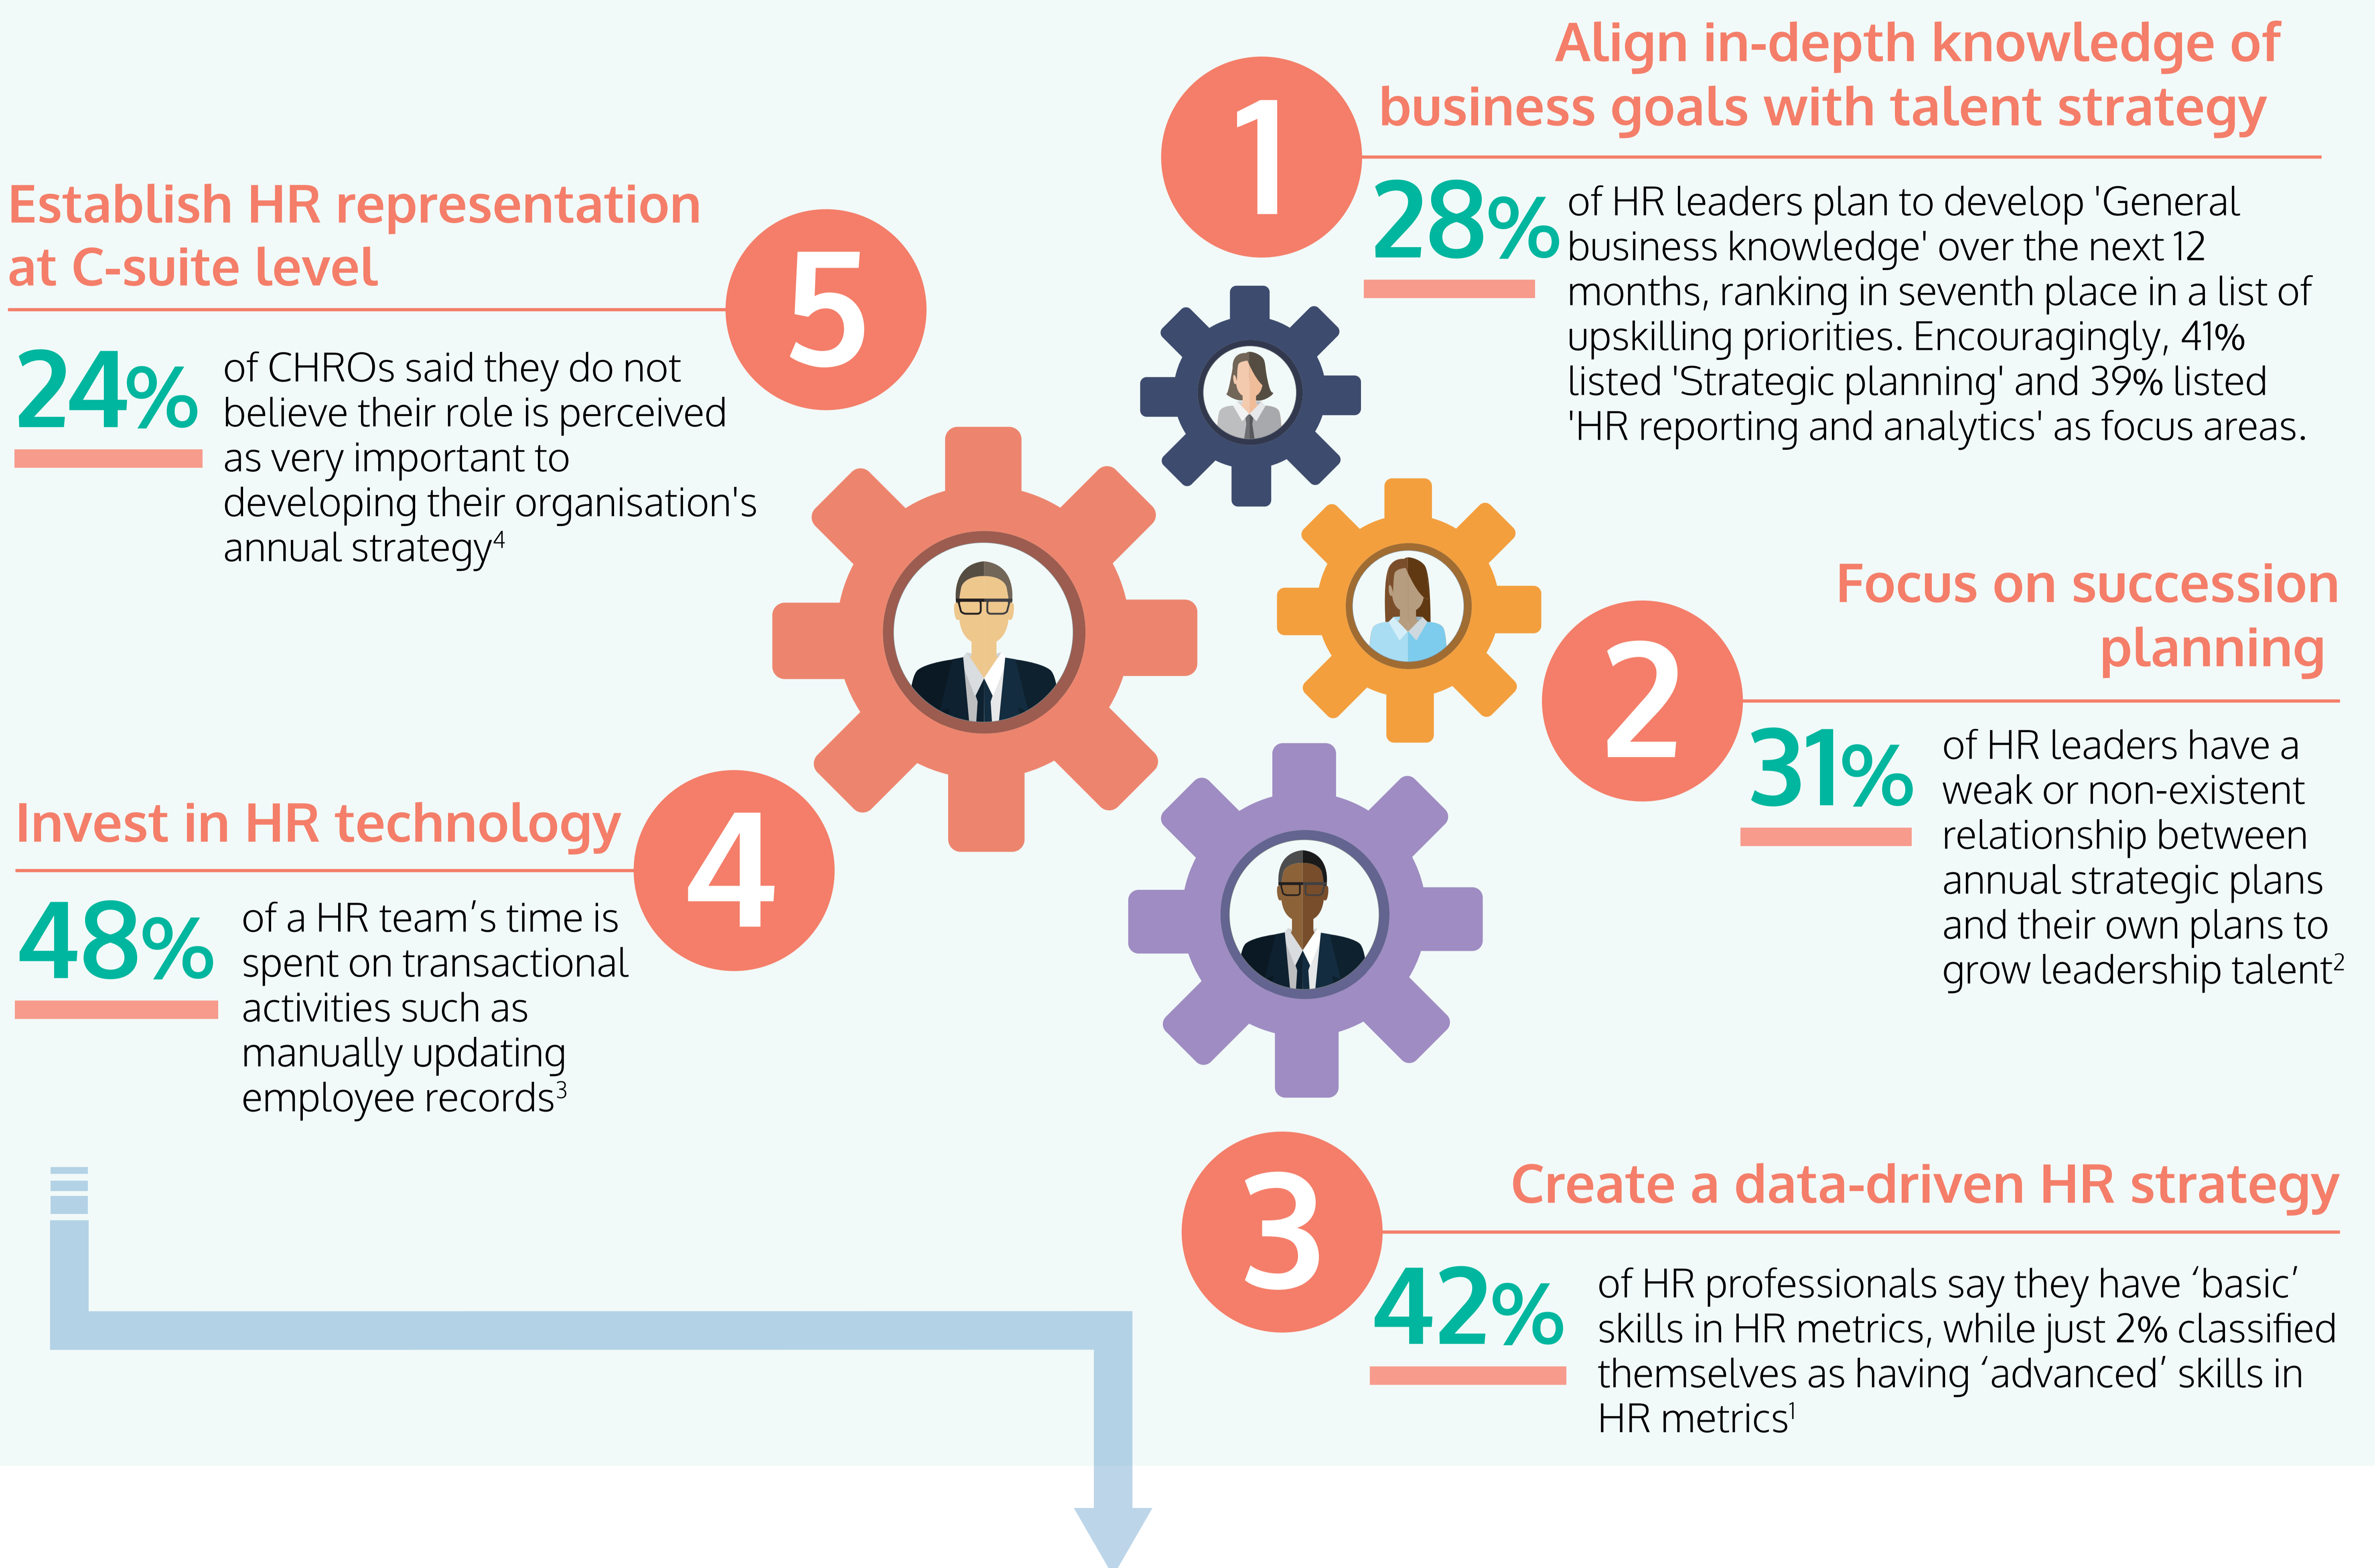 1
Align in-depth knowledge of
business goals with talent strategy
28%
of HR leaders plan to develop 'General
business knowledge' over the next 12
months, ranking in seventh place in a list of
upskilling priorities. Encouragingly, 41%
listed 'Strategic planning' and 39% listed
'HR reporting and analytics' as focus areas.
2
Focus on succession
planning
31%
of HR leaders have a
weak or non-existent
relationship between
annual strategic plans
and their own plans to
grow leadership talent²
3
Create a data-driven HR strategy
42%
of HR professionals say they have ‘basic’
skills in HR metrics, while just 2% classified
themselves as having ‘advanced’ skills in
HR metrics¹
4
Invest in HR technology
48%
of a HR team’s time is
spent on transactional
activities such as
manually updating
employee records³
5
Establish HR representation
at C-suite level
24%
of CHROs said they do not
believe their role is perceived
as very important to
developing their organisation's
annual strategy⁴